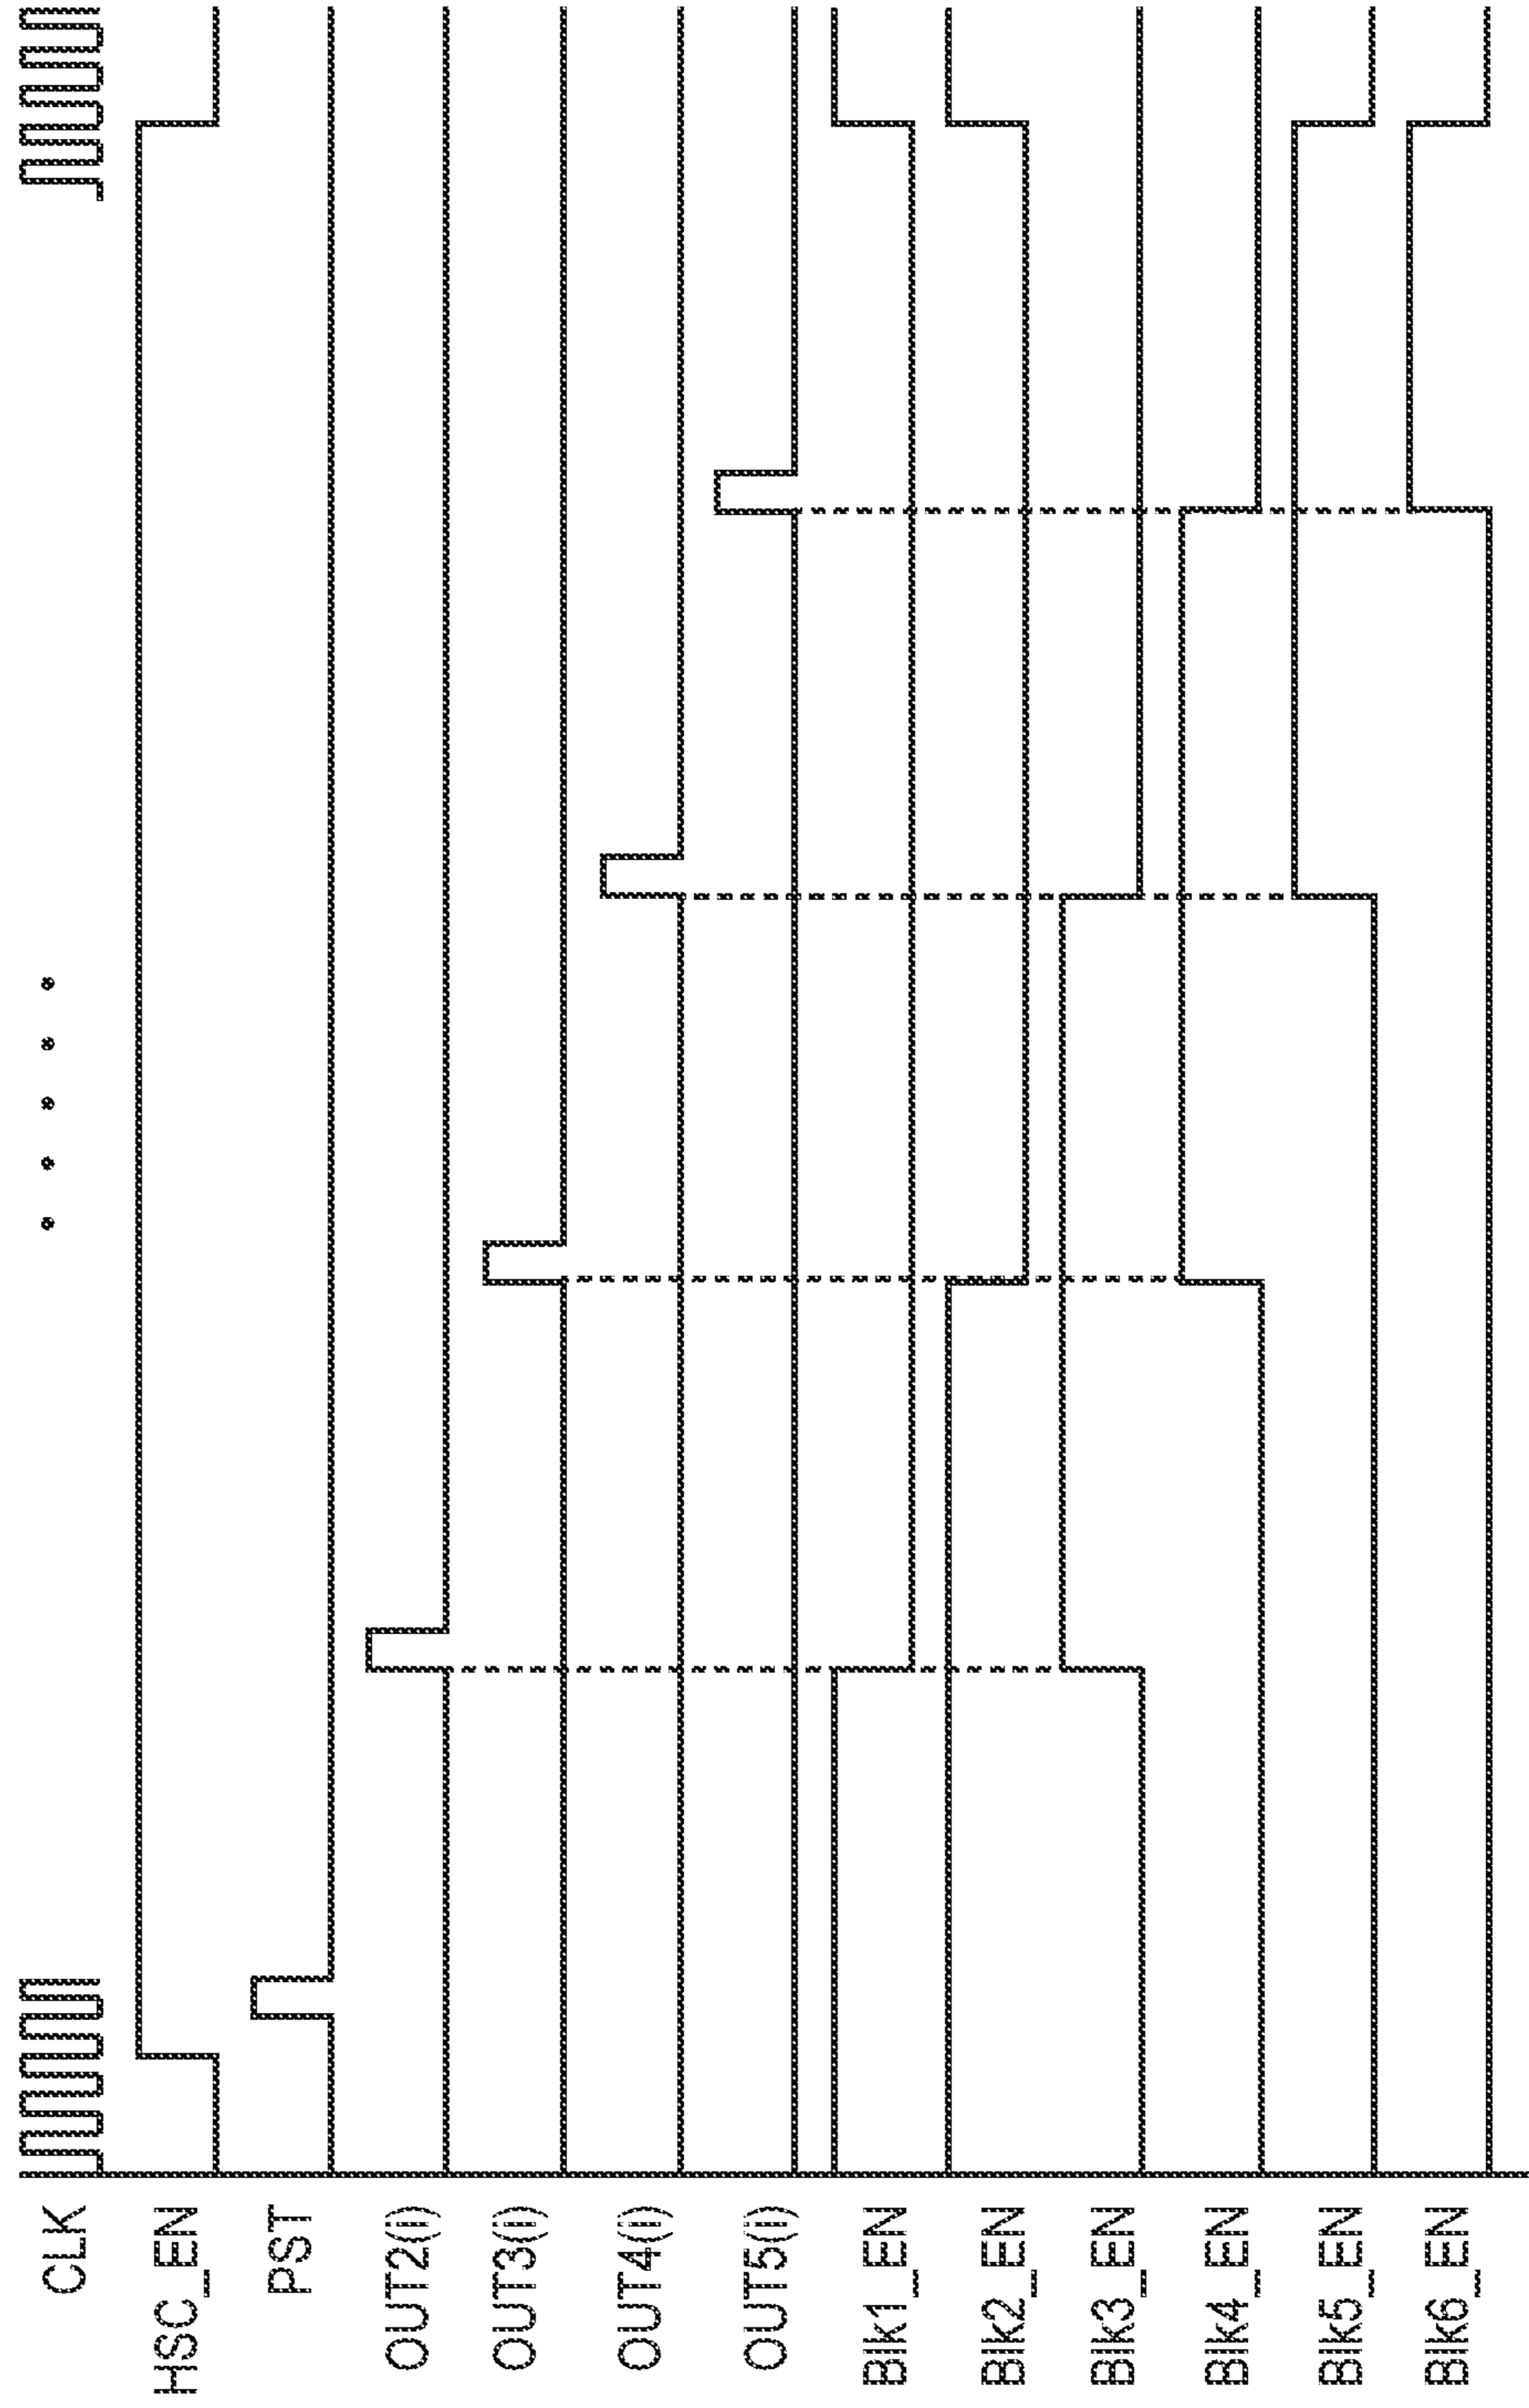 CLK
HSC_EN
PST
OUT2(I)
OUT3(I)
OUT4(I)
OUT5(I)
Blk1_EN
Blk2_EN
Blk3_EN
Blk4_EN
Blk5_EN
Blk6_EN